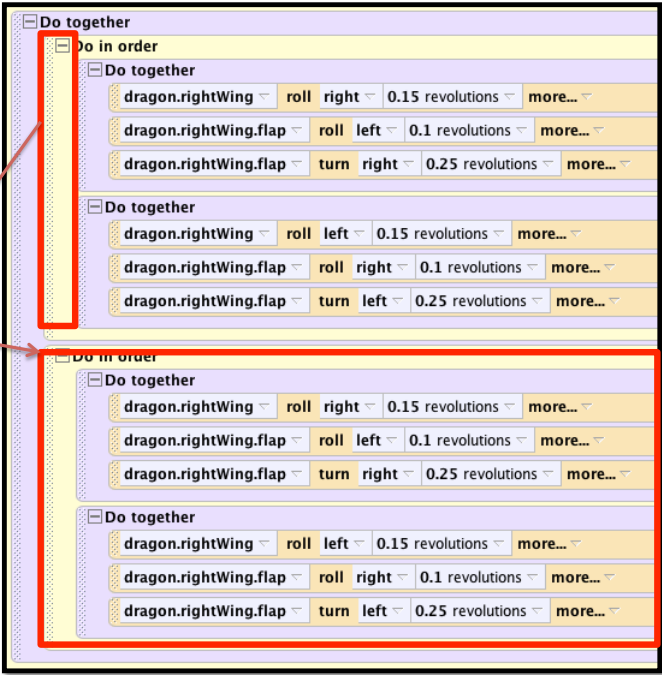 Do together
Do in order
Do together
dragon.rightWing roll right 0.15 revolutions more...
dragon.rightWing.flap roll left 0.1 revolutions more...
dragon.rightWing.flap turn right 0.25 revolutions more...
Do together
dragon.rightWing roll left 0.15 revolutions more...
dragon.rightWing.flap roll right 0.1 revolutions more...
dragon.rightWing.flap turn left 0.25 revolutions more...
Do in order
Do together
dragon.rightWing roll right 0.15 revolutions more...
dragon.rightWing.flap roll left 0.1 revolutions more...
dragon.rightWing.flap turn right 0.25 revolutions more...
Do together
dragon.rightWing roll left 0.15 revolutions more...
dragon.rightWing.flap roll right 0.1 revolutions more...
dragon.rightWing.flap turn left 0.25 revolutions more...